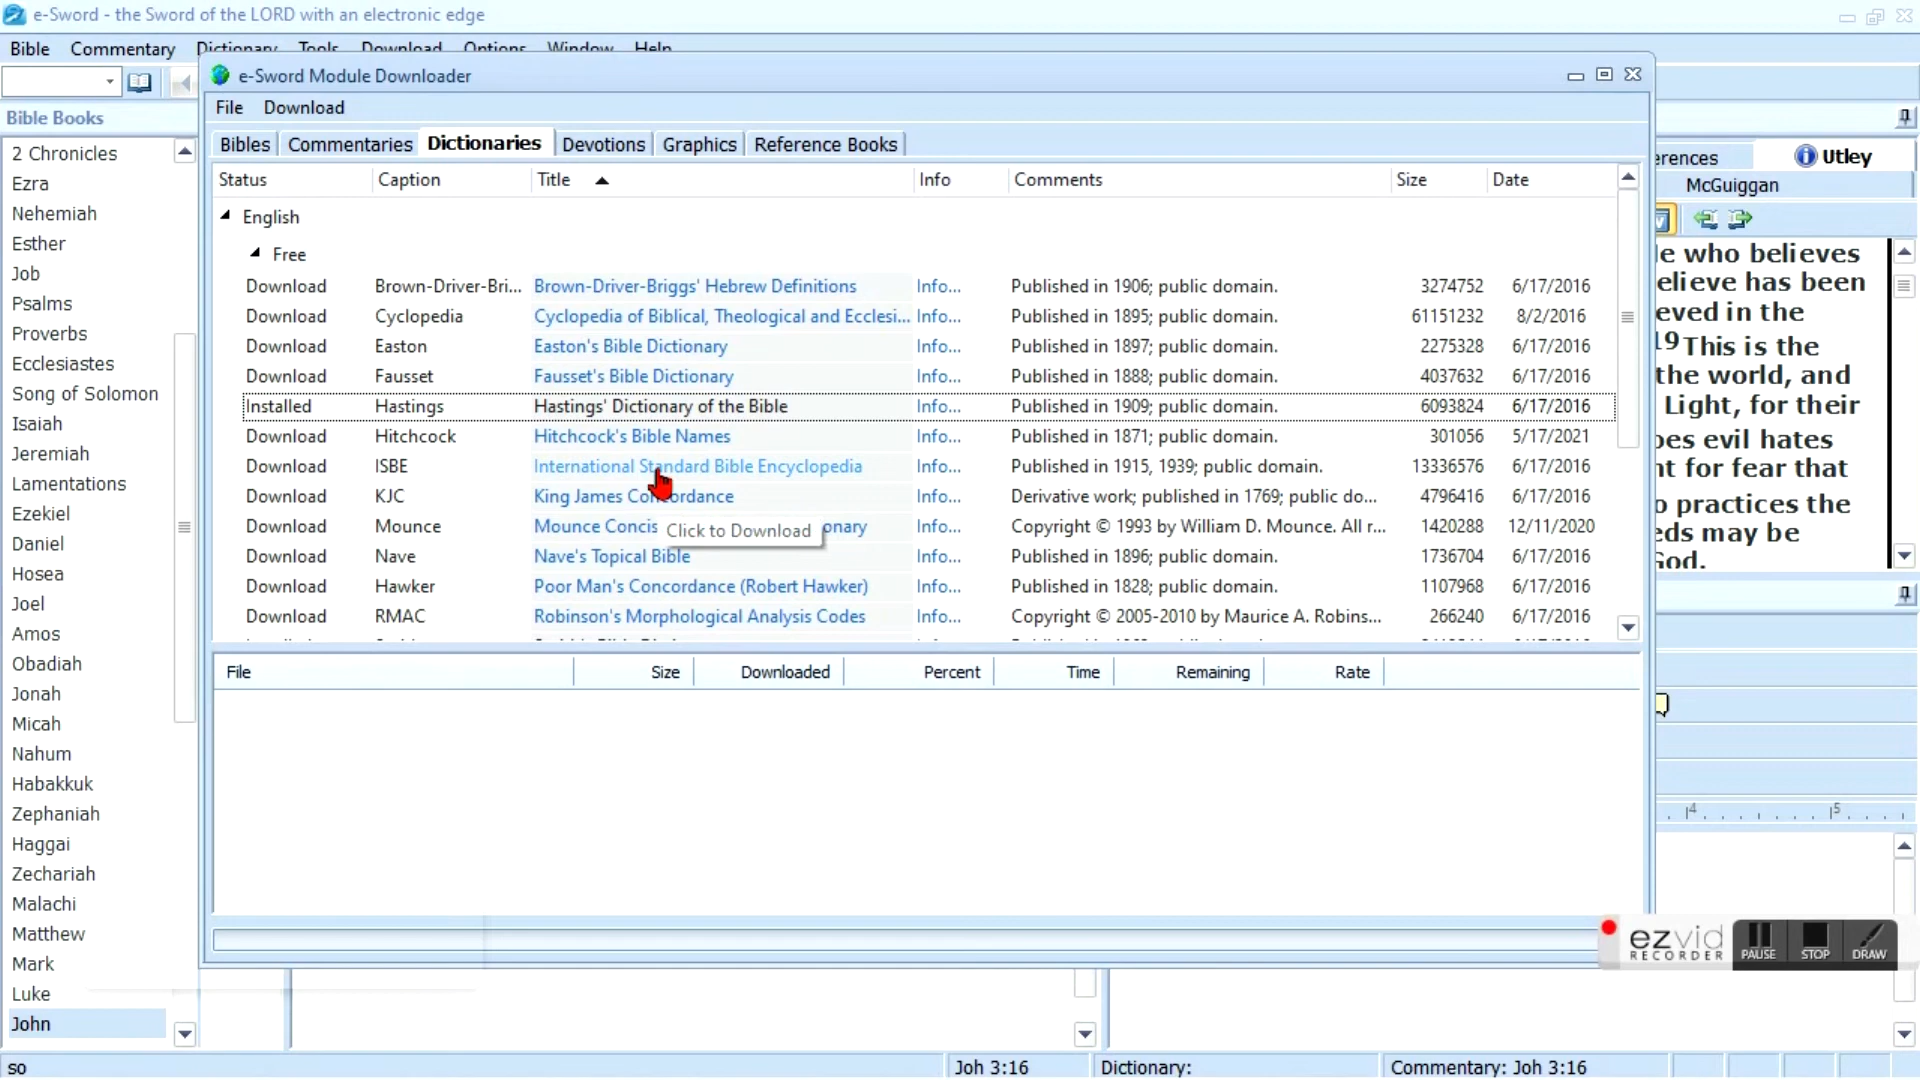 e-Sword - the Sword of the LORD with an electronic edge
Bible Commentary Dictionary Tools Download Options Window Help
e-Sword Module Downloader
File Download
Bibles Commentaries Dictionaries Devotions Graphics Reference Books
Status Caption Title Info Comments Size Date
English
Free
Download Brown-Driver-Bri... Brown-Driver-Briggs' Hebrew Definitions Info... Published in 1906; public domain. 3274752 6/17/2016
Download Cyclopedia Cyclopedia of Biblical, Theological and Ecclesi... Info... Published in 1895; public domain. 61151232 8/2/2016
Download Easton Easton's Bible Dictionary Info... Published in 1897; public domain. 2275328 6/17/2016
Download Fausset Fausset's Bible Dictionary Info... Published in 1888; public domain. 4037632 6/17/2016
Installed Hastings Hastings' Dictionary of the Bible Info... Published in 1909; public domain. 6093824 6/17/2016
Download Hitchcock Hitchcock's Bible Names Info... Published in 1871; public domain. 301056 5/17/2021
Download ISBE International Standard Bible Encyclopedia Info... Published in 1915, 1939; public domain. 13336576 6/17/2016
Download KJC King James Concordance Info... Derivative work; published in 1769; public do... 4796416 6/17/2016
Download Mounce Mounce Concis onary Info... Copyright © 1993 by William D. Mounce. All r... 1420288 12/11/2020
Click to Download
Download Nave Nave's Topical Bible Info... Published in 1896; public domain. 1736704 6/17/2016
Download Hawker Poor Man's Concordance (Robert Hawker) Info... Published in 1828; public domain. 1107968 6/17/2016
Download RMAC Robinson's Morphological Analysis Codes Info... Copyright © 2005-2010 by Maurice A. Robins... 266240 6/17/2016
File Size Downloaded Percent Time Remaining Rate
Bible Books
2 Chronicles
Ezra
Nehemiah
Esther
Job
Psalms
Proverbs
Ecclesiastes
Song of Solomon
Isaiah
Jeremiah
Lamentations
Ezekiel
Daniel
Hosea
Joel
Amos
Obadiah
Jonah
Micah
Nahum
Habakkuk
Zephaniah
Haggai
Zechariah
Malachi
Matthew
Mark
Luke
John
erences Utley
McGuiggan
e who believes
elieve has been
eved in the
19 This is the
the world, and
Light, for their
oes evil hates
nt for fear that
o practices the
eds may be
God.
4 5
ezvid
RECORDER
PAUSE STOP DRAW
so Joh 3:16 Dictionary: Commentary: Joh 3:16